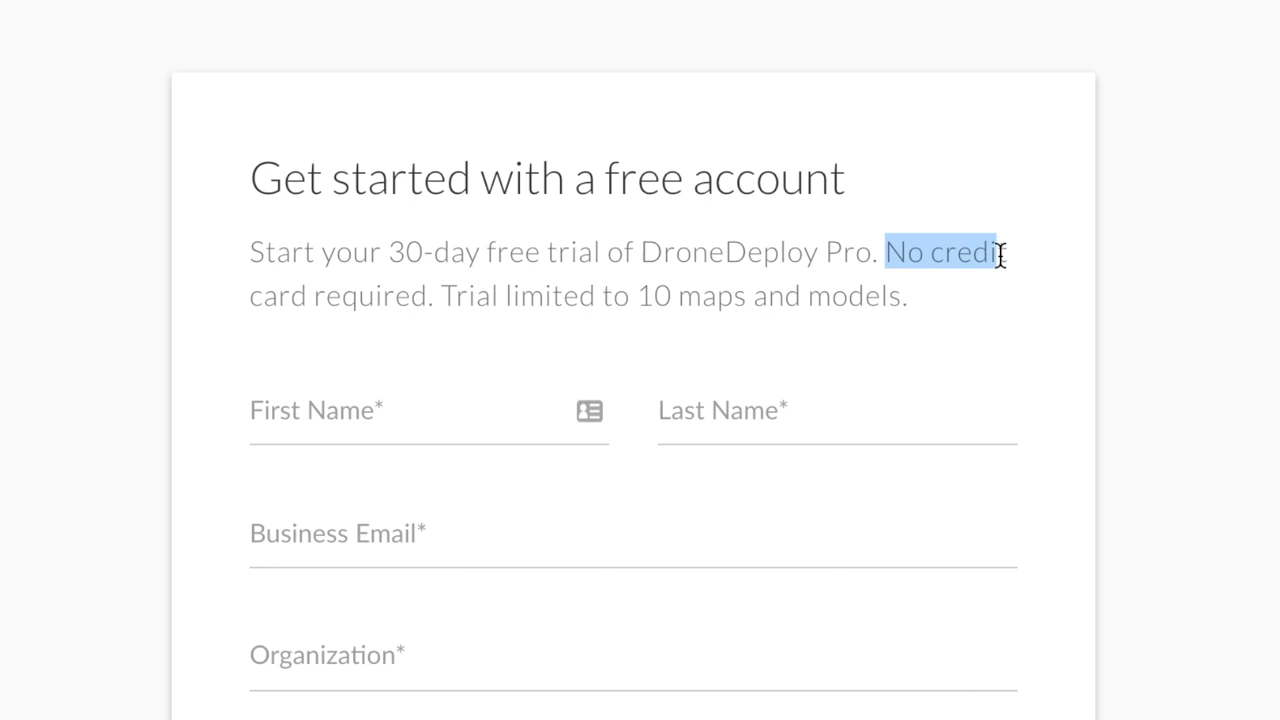 Get started with a free account
Start your 30-day free trial of DroneDeploy Pro. No credit
card required. Trial limited to 10 maps and models.
First Name* Last Name*
Business Email*
Organization*